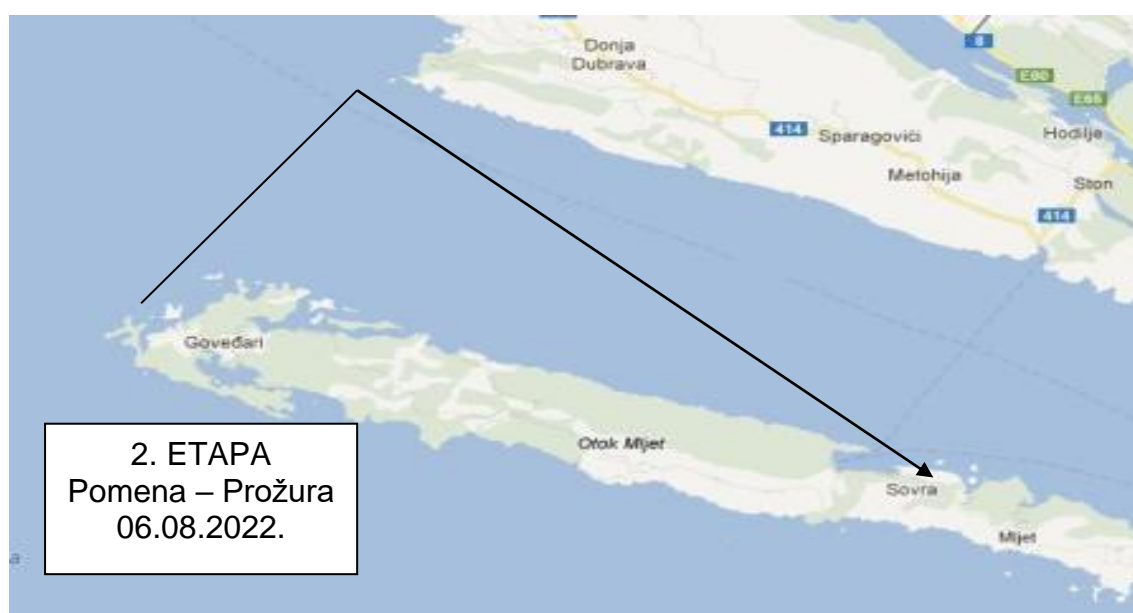 Donja
Dubrava
8
E80
E65
414
Sparagovići
Hodilje
Metohija
Ston
414
Goveđari
Otok Mljet
Sovra
Mljet
2. ETAPA
Pomena – Prožura
06.08.2022.
a